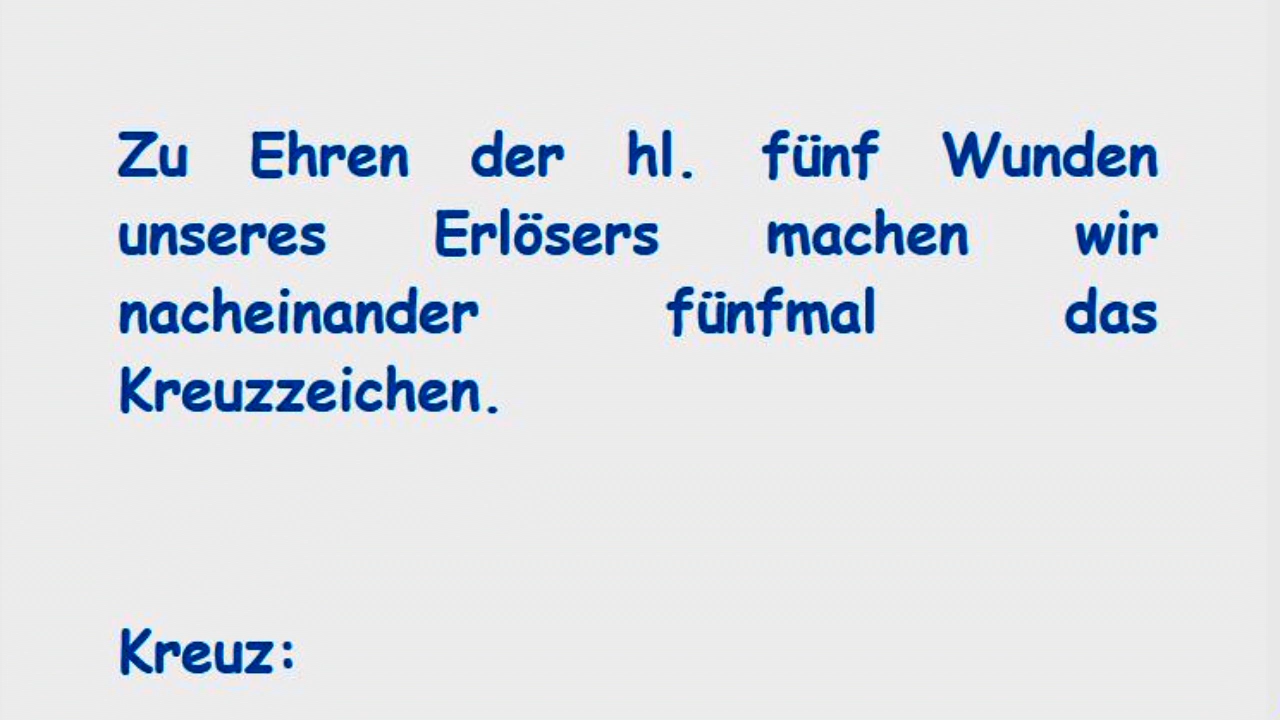 Zu Ehren der hl. fünf Wunden
unseres Erlösers machen wir
nacheinander fünfmal das
Kreuzzeichen.
Kreuz: